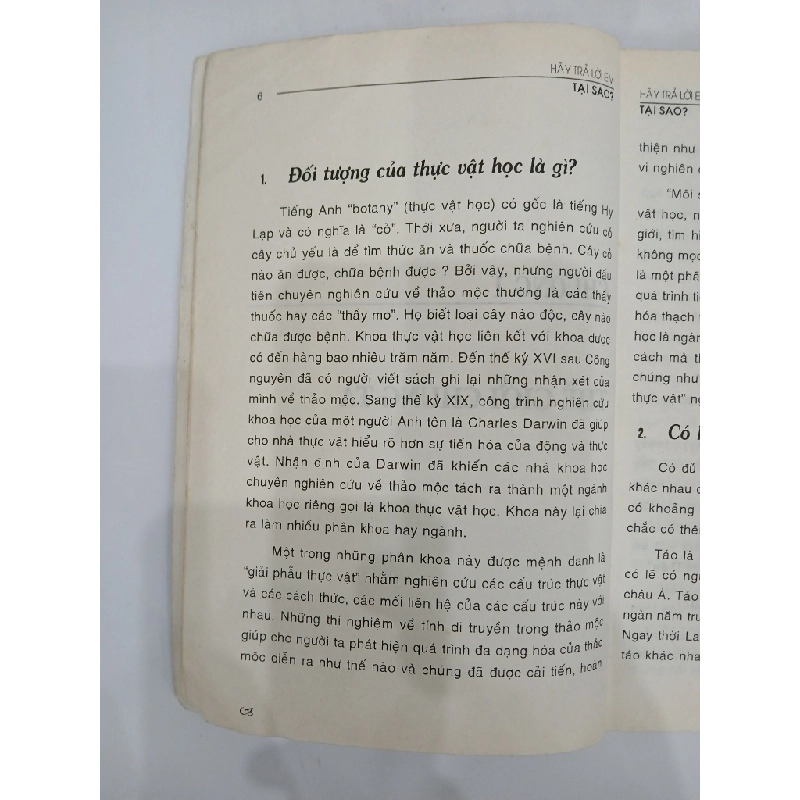 6
HÃY TRẢ LỜI EM
TẠI SAO?
1. Đối tượng của thực vật học là gì?
Tiếng Anh "botany" (thực vật học) có gốc là tiếng Hy
Lạp và có nghĩa là "cỏ". Thời xưa, người ta nghiên cứu cỏ
cây chủ yếu là để tìm thức ăn và thuốc chữa bệnh. Cây cỏ
nào ăn được, chữa bệnh được ? Bởi vậy, những người đầu
tiên chuyên nghiên cứu về thảo mộc thường là các thầy
thuốc hay các "thầy mo". Họ biết loại cây nào độc, cây nào
chữa được bệnh. Khoa thực vật học liên kết với khoa dược
có đến hàng bao nhiêu trăm năm. Đến thế kỷ XVI sau Công
nguyên đã có người viết sách ghi lại những nhận xét của
mình về thảo mộc. Sang thế kỷ XIX, công trình nghiên cứu
khoa học của một người Anh tên là Charles Darwin đã giúp
cho nhà thực vật hiểu rõ hơn sự tiến hóa của động và thực
vật. Nhận định của Darwin đã khiến các nhà khoa học
chuyên nghiên cứu về thảo mộc tách ra thành một ngành
khoa học riêng gọi là khoa thực vật học. Khoa này lại chia
ra làm nhiều phân khoa hay ngành.
Một trong những phân khoa này được mệnh danh là
"giải phẫu thực vật" nhằm nghiên cứu các cấu trúc thực vật
và các cách thức, các mối liên hệ của các cấu trúc này với
nhau. Những thí nghiệm về tính di truyền trong thảo mộc
giúp cho người ta phát hiện quá trình đa dạng hóa của thảo
mộc diễn ra như thế nào và chúng đã được cải tiến, hoàn
HÃY TRẢ LỜI
TẠI SAO?
thiện như
vi nghiên
"Môi
vật học,
giới, tìm
không mọc
là một
quá trình
hóa thạch
học là
cách mà
chúng như
thực vật"
2. Có
Có đủ
khác nhau
có khoảng
chắc có
Táo là
có lẽ có
châu Á. Táo
ngàn năm
Ngay thời
táo khác